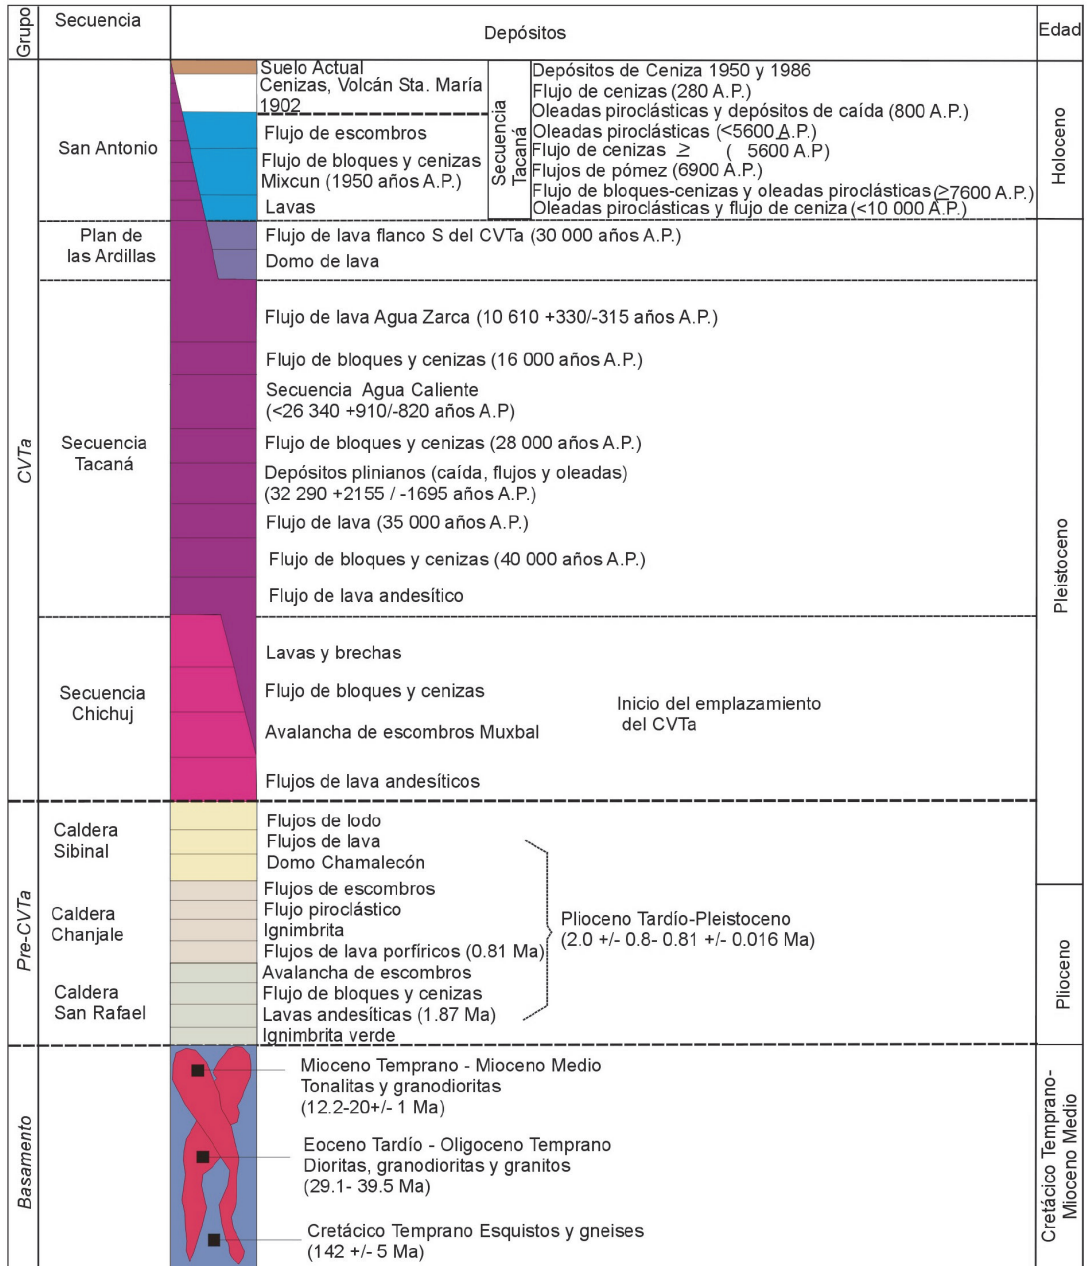 Grupo
Secuencia
Depósitos
Edad
CVTa
San Antonio
Suelo Actual
Cenizas, Volcán Sta. María
1902
Flujo de escombros
Flujo de bloques y cenizas
Mixcun (1950 años A.P.)
Lavas
Secuencia
Tacaná
Depósitos de Ceniza 1950 y 1986
Flujo de cenizas (280 A.P.)
Oleadas piroclásticas y depósitos de caída (800 A.P.)
Oleadas piroclásticas (<5600 A.P.)
Flujo de cenizas ≥ ( 5600 A.P)
Flujos de pómez (6900 A.P.)
Flujo de bloques-cenizas y oleadas piroclásticas (≥7600 A.P.)
Oleadas piroclásticas y flujo de ceniza (<10 000 A.P.)
Holoceno
Plan de
las Ardillas
Flujo de lava flanco S del CVTa (30 000 años A.P.)
Domo de lava
Secuencia
Tacaná
Flujo de lava Agua Zarca (10 610 +330/-315 años A.P.)
Flujo de bloques y cenizas (16 000 años A.P.)
Secuencia Agua Caliente
(<26 340 +910/-820 años A.P)
Flujo de bloques y cenizas (28 000 años A.P.)
Depósitos plinianos (caída, flujos y oleadas)
(32 290 +2155 / -1695 años A.P.)
Flujo de lava (35 000 años A.P.)
Flujo de bloques y cenizas (40 000 años A.P.)
Flujo de lava andesítico
Pleistoceno
Secuencia
Chichuj
Lavas y brechas
Flujo de bloques y cenizas
Avalancha de escombros Muxbal
Flujos de lava andesíticos
Inicio del emplazamiento
del CVTa
Pre-CVTa
Caldera
Sibinal
Flujos de lodo
Flujos de lava
Domo Chamalecón
Caldera
Chanjale
Flujos de escombros
Flujo piroclástico
Ignimbrita
Flujos de lava porfíricos (0.81 Ma)
Caldera
San Rafael
Avalancha de escombros
Flujo de bloques y cenizas
Lavas andesíticas (1.87 Ma)
Ignimbrita verde
Plioceno Tardío-Pleistoceno
(2.0 +/- 0.8- 0.81 +/- 0.016 Ma)
Plioceno
Basamento
Mioceno Temprano - Mioceno Medio
Tonalitas y granodioritas
(12.2-20+/- 1 Ma)
Eoceno Tardío - Oligoceno Temprano
Dioritas, granodioritas y granitos
(29.1- 39.5 Ma)
Cretácico Temprano Esquistos y gneises
(142 +/- 5 Ma)
Cretácico Temprano-
Mioceno Medio